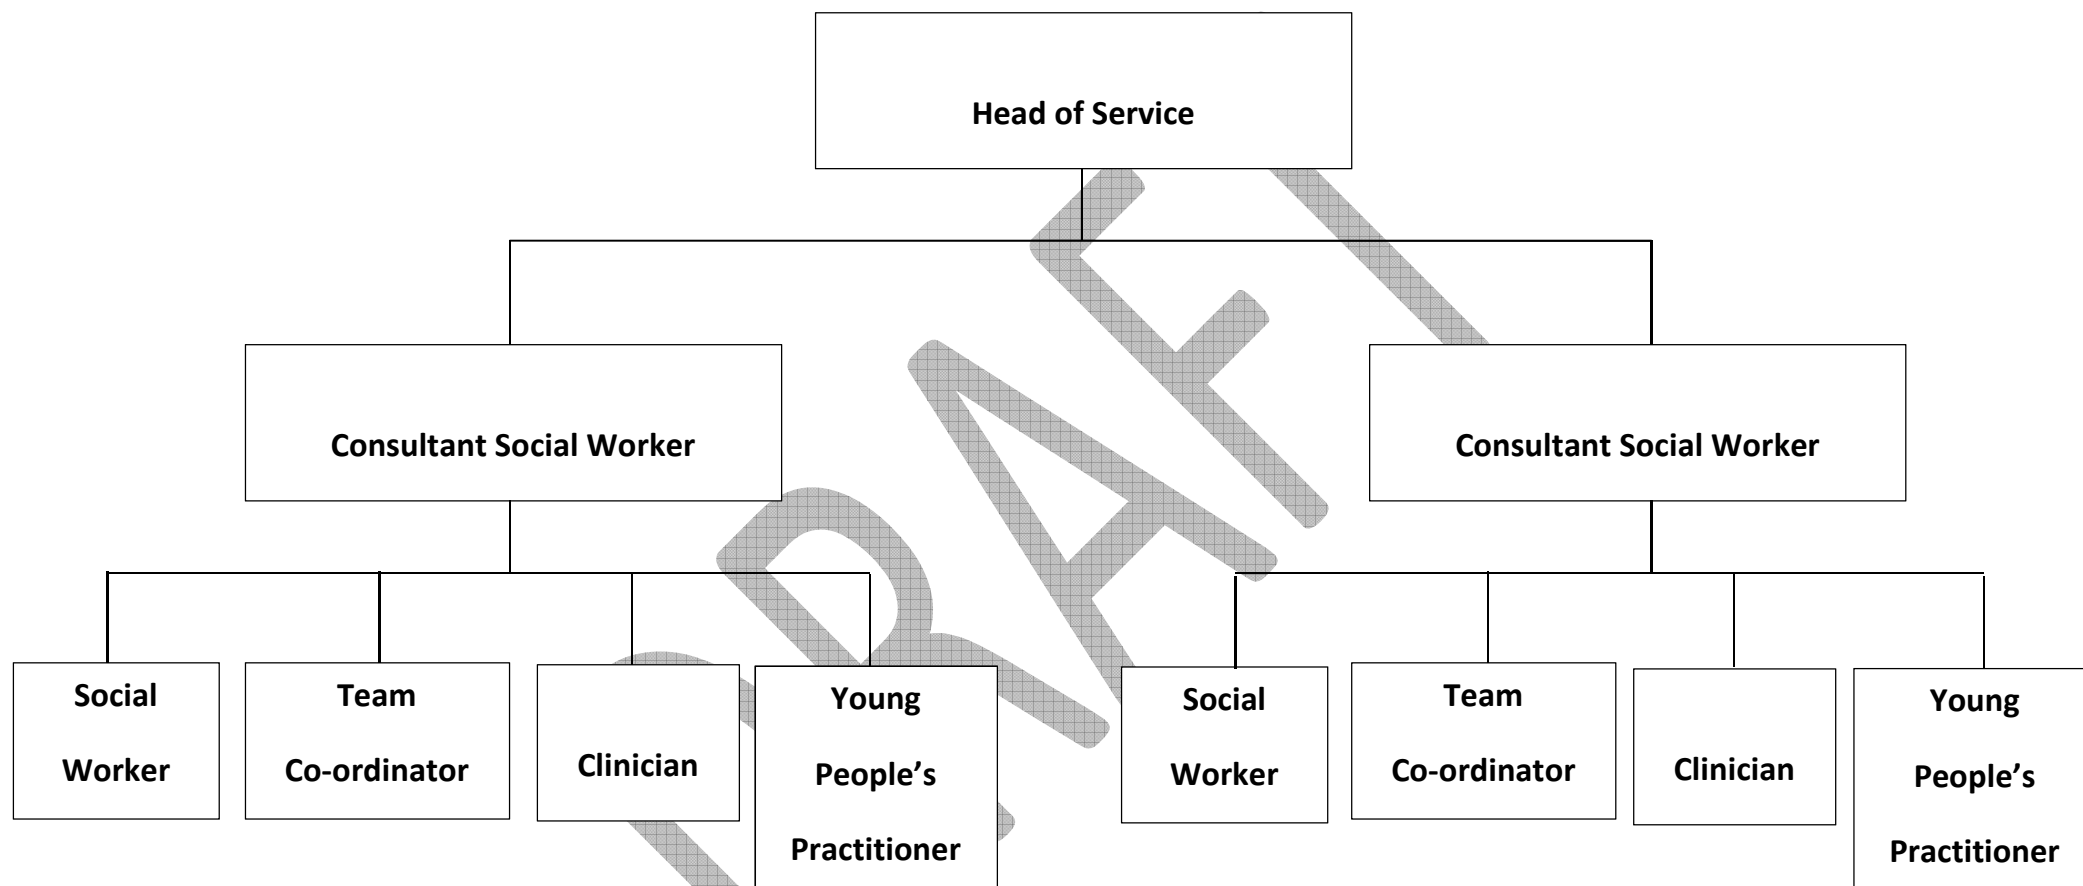 Head of Service
Consultant Social Worker
Consultant Social Worker
Social
Worker
Team
Co-ordinator
Clinician
Young
People’s
Practitioner
Social
Worker
Team
Co-ordinator
Clinician
Young
People’s
Practitioner
DRAFT